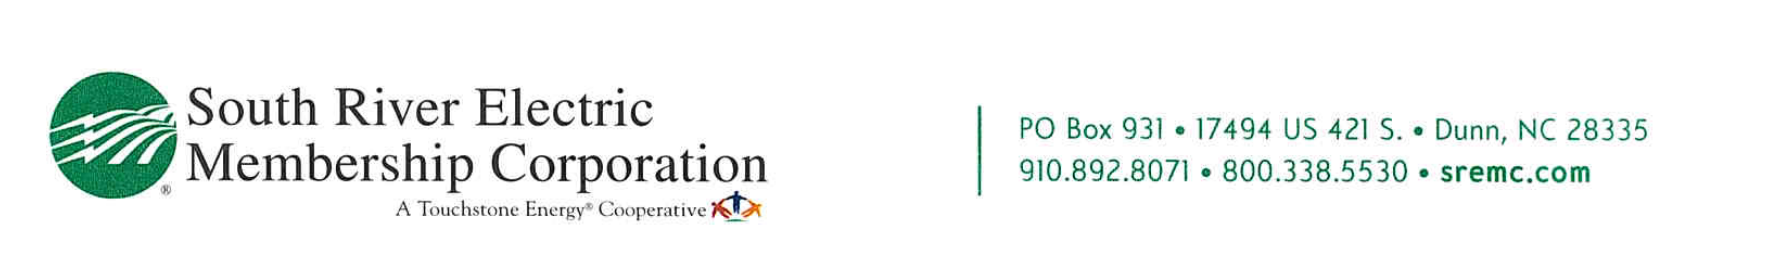 South River Electric
Membership Corporation
®
A Touchstone Energy® Cooperative
PO Box 931 • 17494 US 421 S. • Dunn, NC 28335
910.892.8071 • 800.338.5530 • sremc.com